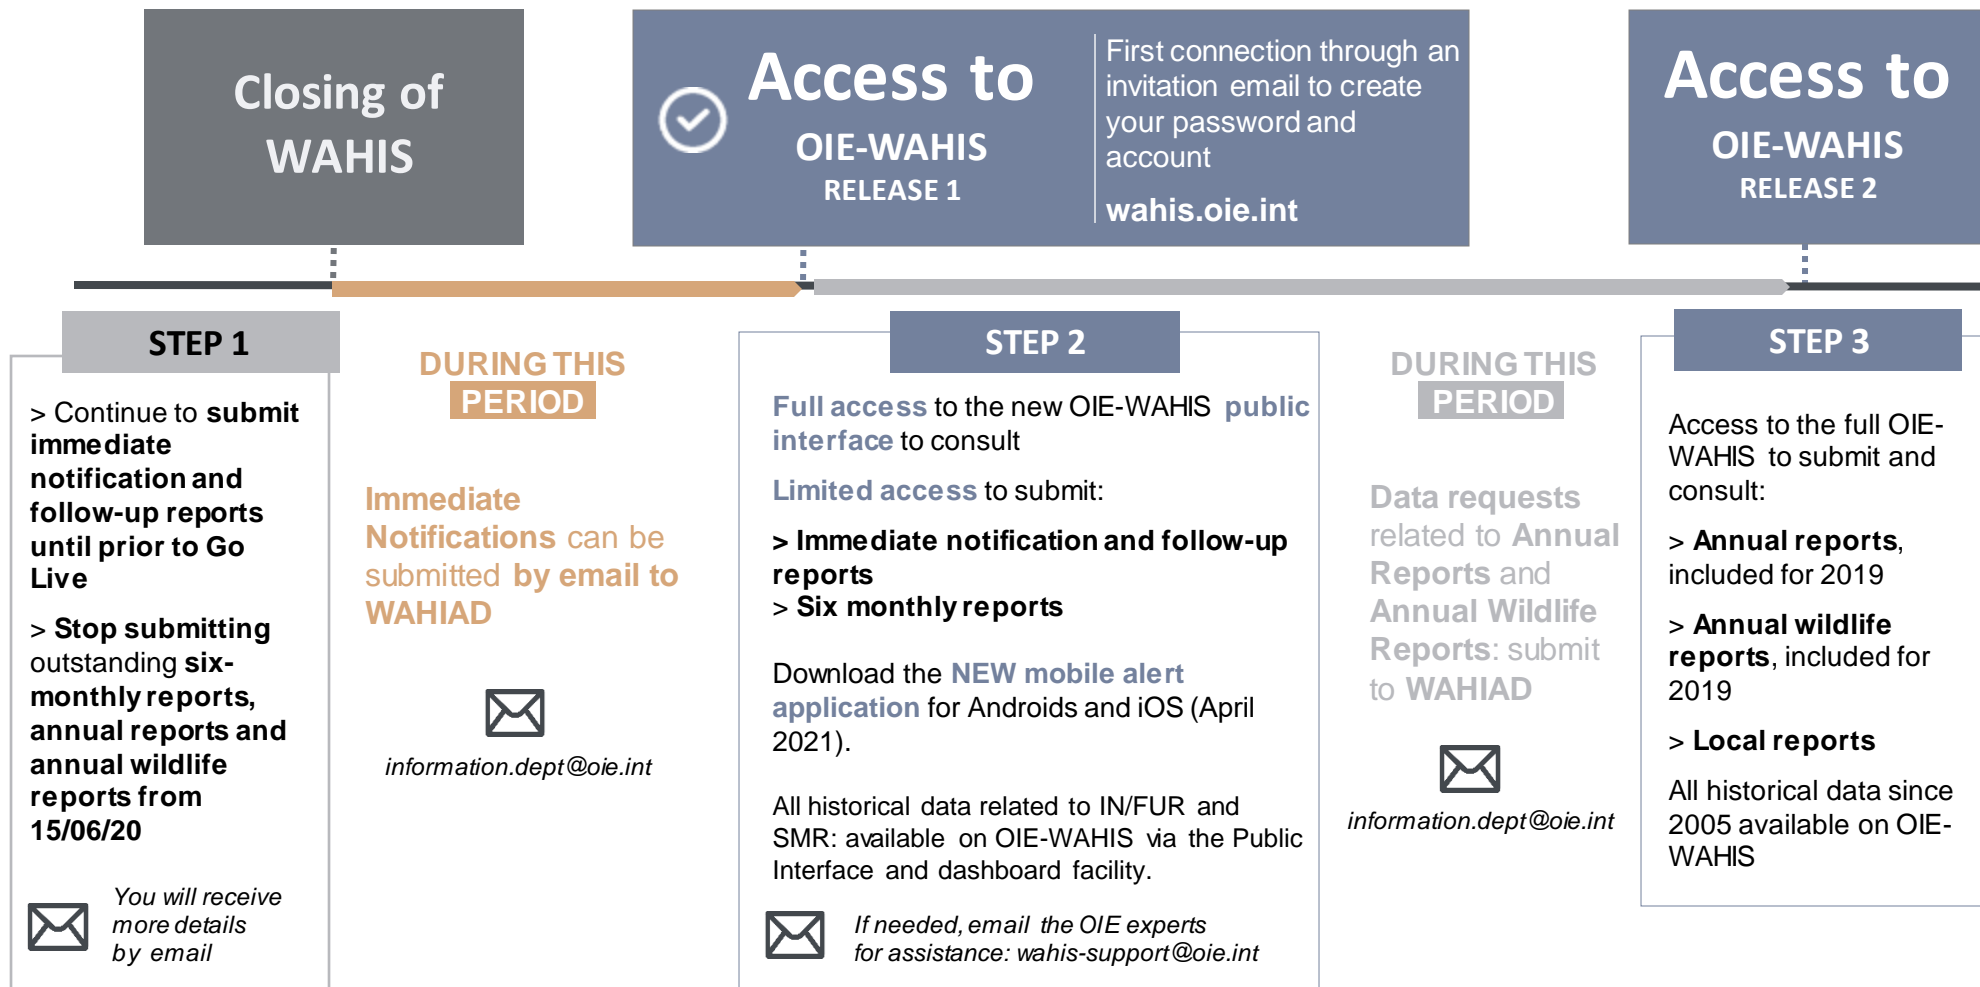 Closing of
WAHIS
Access to
OIE-WAHIS
RELEASE 1
First connection through an
invitation email to create
your password and
account
wahis.oie.int
Access to
OIE-WAHIS
RELEASE 2
STEP 1
> Continue to submit
immediate
notification and
follow-up reports
until prior to Go
Live
> Stop submitting
outstanding six-
monthly reports,
annual reports and
annual wildlife
reports from
15/06/20
You will receive
more details
by email
DURING THIS
PERIOD
Immediate
Notifications can be
submitted by email to
WAHIAD
information.dept@oie.int
STEP 2
Full access to the new OIE-WAHIS public
interface to consult
Limited access to submit:
> Immediate notification and follow-up
reports
> Six monthly reports
Download the NEW mobile alert
application for Androids and iOS (April
2021).
All historical data related to IN/FUR and
SMR: available on OIE-WAHIS via the Public
Interface and dashboard facility.
If needed, email the OIE experts
for assistance: wahis-support@oie.int
DURING THIS
PERIOD
Data requests
related to Annual
Reports and
Annual Wildlife
Reports: submit
to WAHIAD
information.dept@oie.int
STEP 3
Access to the full OIE-
WAHIS to submit and
consult:
> Annual reports,
included for 2019
> Annual wildlife
reports, included for
2019
> Local reports
All historical data since
2005 available on OIE-
WAHIS